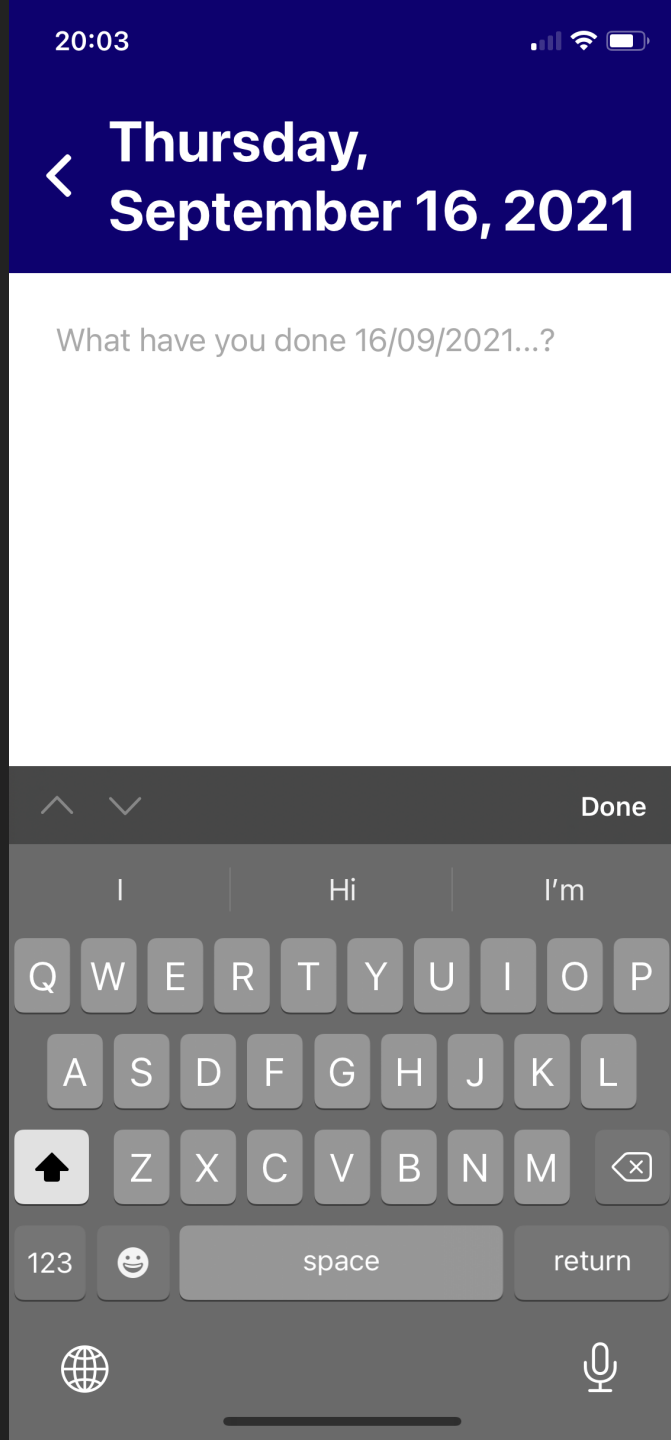 20:03
Thursday,
September 16, 2021
What have you done 16/09/2021...?
Done
I Hi I’m
Q W E R T Y U I O P
A S D F G H J K L
Z X C V B N M
123 space return